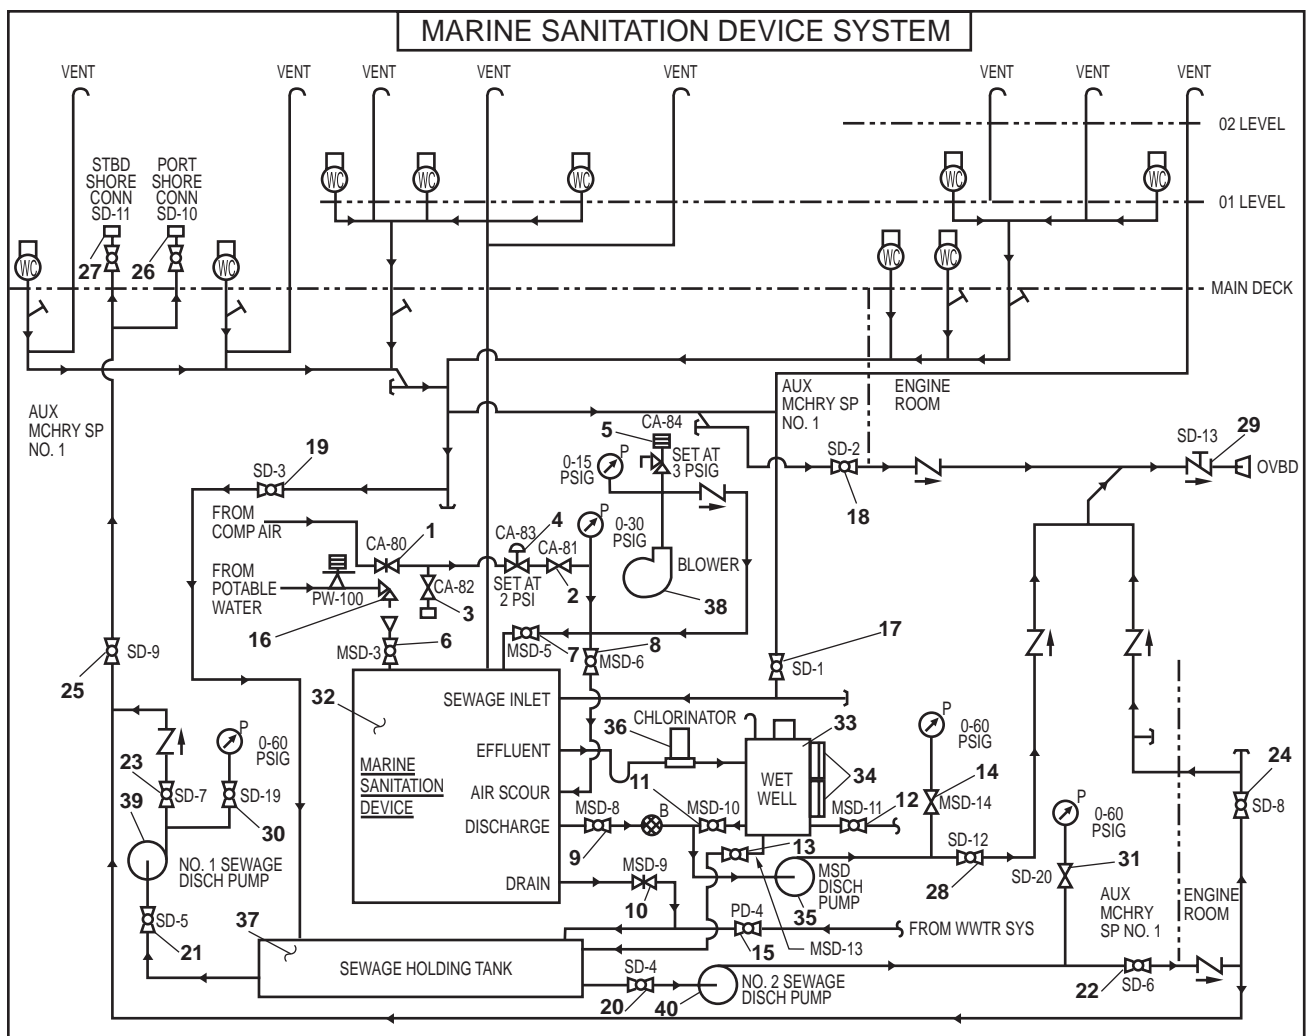 MARINE SANITATION DEVICE SYSTEM
VENT
VENT
VENT
VENT
VENT
VENT
VENT
VENT
02 LEVEL
STBD
SHORE
CONN
SD-11
PORT
SHORE
CONN
SD-10
WC
WC
WC
WC
WC
01 LEVEL
27
26
WC
WC
WC
WC
MAIN DECK
AUX
MCHRY SP
NO. 1
AUX
MCHRY SP
NO. 1
ENGINE
ROOM
19
SD-3
5
CA-84
SET AT
3 PSIG
0-15
PSIG
P
SD-2
18
SD-13
29
OVBD
FROM
COMP AIR
1
CA-80
CA-83
4
CA-81
P
0-30
PSIG
FROM
POTABLE
WATER
PW-100
CA-82
SET AT
2 PSI
2
BLOWER
16
3
38
MSD-3
6
MSD-5
7
8
MSD-6
17
SD-1
SD-9
25
32
SEWAGE INLET
EFFLUENT
MARINE
SANITATION
DEVICE
AIR SCOUR
DISCHARGE
DRAIN
36
CHLORINATOR
33
WET
WELL
34
P
0-60
PSIG
14
MSD-14
P
0-60
PSIG
23
SD-7
SD-19
39
30
24
SD-8
11
MSD-8
B
MSD-10
MSD-11
12
9
13
SD-12
28
P
0-60
PSIG
31
SD-20
NO. 1 SEWAGE
DISCH PUMP
MSD-9
10
MSD
DISCH
PUMP
35
AUX
MCHRY
SP NO. 1
ENGINE
ROOM
SD-5
21
37
PD-4
15
FROM WWTR SYS
MSD-13
SEWAGE HOLDING TANK
SD-4
20
40
NO. 2 SEWAGE
DISCH PUMP
22
SD-6